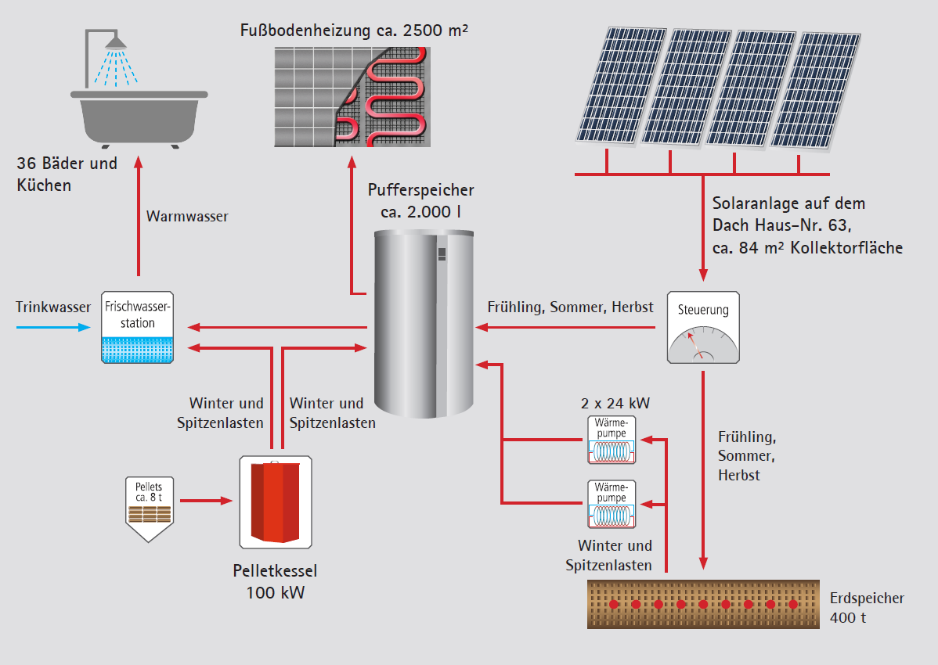 Fußbodenheizung ca. 2500 m²
36 Bäder und
Küchen
Warmwasser
Pufferspeicher
ca. 2.000 l
Solaranlage auf dem
Dach Haus-Nr. 63,
ca. 84 m² Kollektorfläche
Trinkwasser
Frischwasser-
station
Frühling, Sommer, Herbst
Steuerung
Winter und
Spitzenlasten
Winter und
Spitzenlasten
2 x 24 kW
Wärme-
pumpe
Wärme-
pumpe
Frühling,
Sommer,
Herbst
Pellets
ca. 8 t
Pelletkessel
100 kW
Winter und
Spitzenlasten
Erdspeicher
400 t